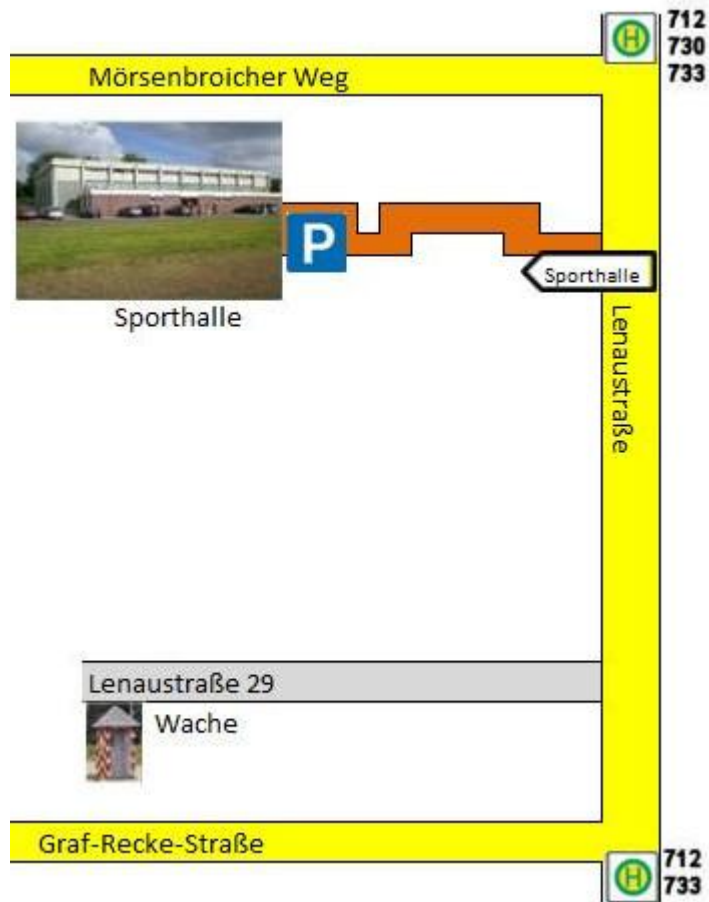 H
712
730
733
Mörsenbroicher Weg
P
Sporthalle
Sporthalle
Lenaustraße
Lenaustraße 29
Wache
Graf-Recke-Straße
H
712
733